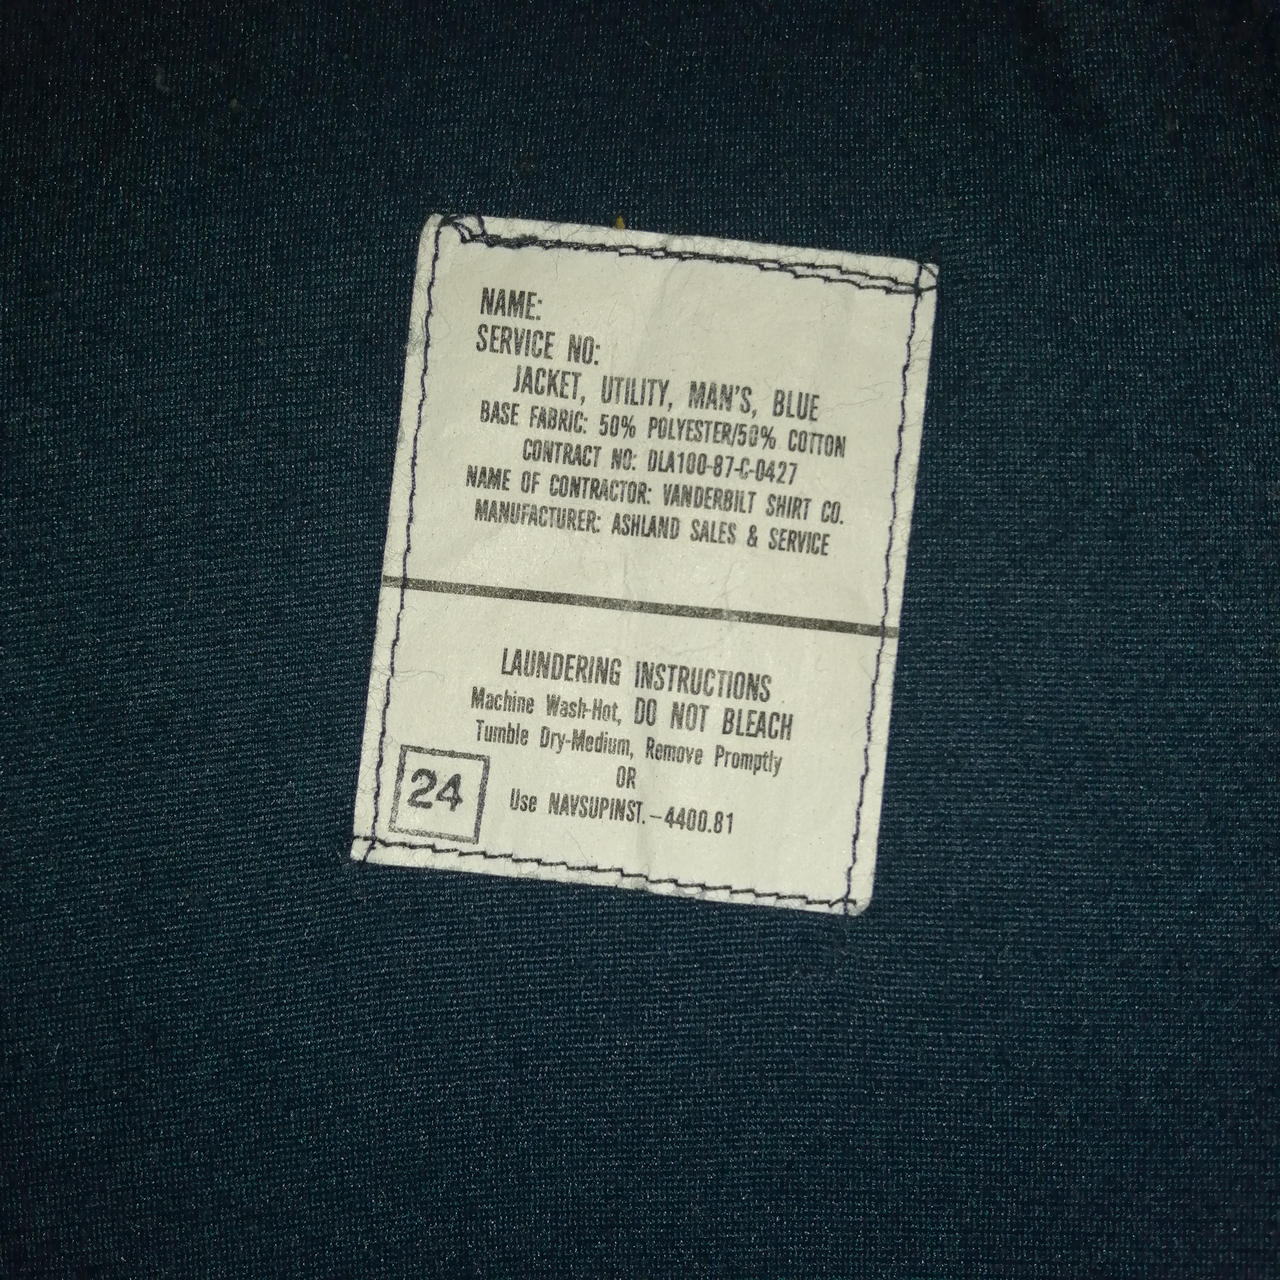 NAME:
SERVICE NO:
JACKET, UTILITY, MAN'S, BLUE
BASE FABRIC: 50% POLYESTER/50% COTTON
CONTRACT NO: DLA100-87-C-0427
NAME OF CONTRACTOR: VANDERBILT SHIRT CO.
MANUFACTURER: ASHLAND SALES & SERVICE
LAUNDERING INSTRUCTIONS
Machine Wash-Hot, DO NOT BLEACH
Tumble Dry-Medium, Remove Promptly
OR
Use NAVSUPINST.-4400.81
24